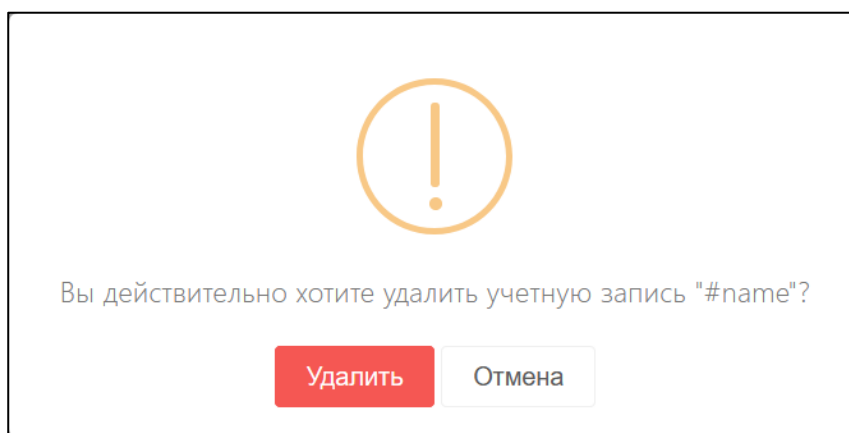 Вы действительно хотите удалить учетную запись "#name"?
Удалить Отмена